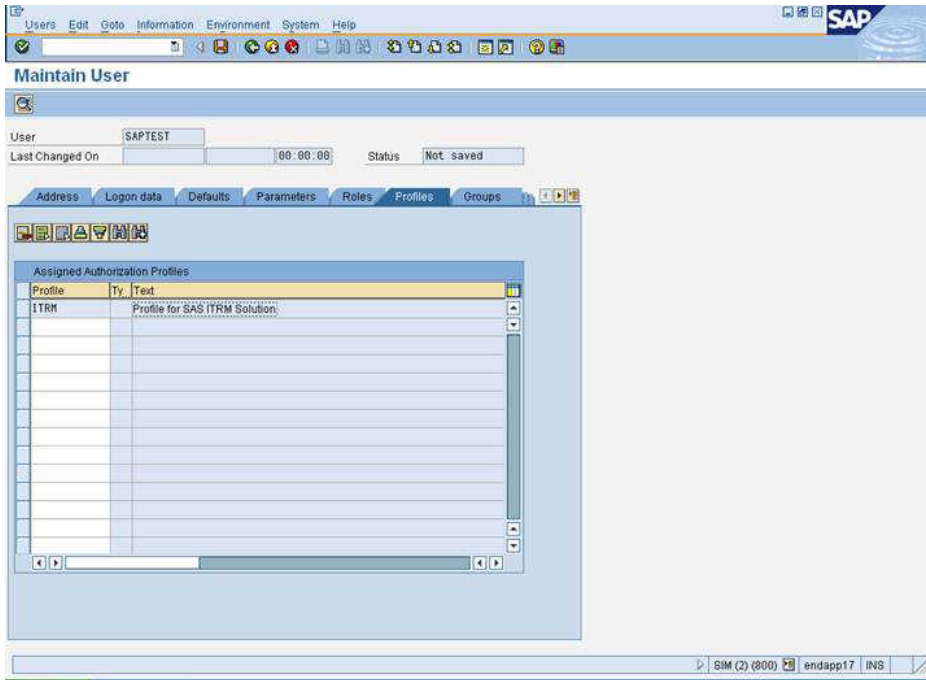 Users Edit Goto Information Environment System Help
SAP
Maintain User
User SAPTEST
Last Changed On 00:00:00 Status Not saved
Address Logon data Defaults Parameters Roles Profiles Groups
Assigned Authorization Profiles
Profile Ty. Text
ITRM Profile for SAS ITRM Solution
SIM (2) (800) endapp17 INS